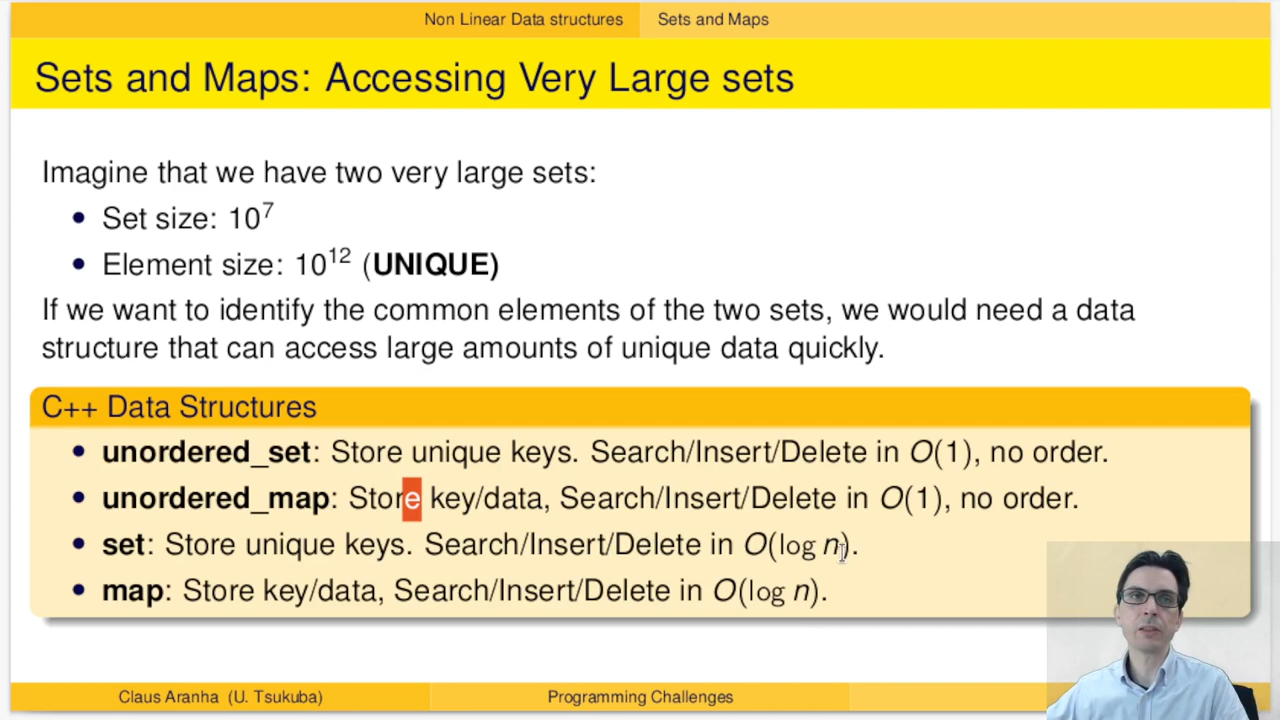 Non Linear Data structures Sets and Maps
Sets and Maps: Accessing Very Large sets
Imagine that we have two very large sets:
• Set size: 10⁷
• Element size: 10¹² (UNIQUE)
If we want to identify the common elements of the two sets, we would need a data
structure that can access large amounts of unique data quickly.
C++ Data Structures
• unordered_set: Store unique keys. Search/Insert/Delete in O(1), no order.
• unordered_map: Store key/data, Search/Insert/Delete in O(1), no order.
• set: Store unique keys. Search/Insert/Delete in O(log n).
• map: Store key/data, Search/Insert/Delete in O(log n).
Claus Aranha (U. Tsukuba) Programming Challenges